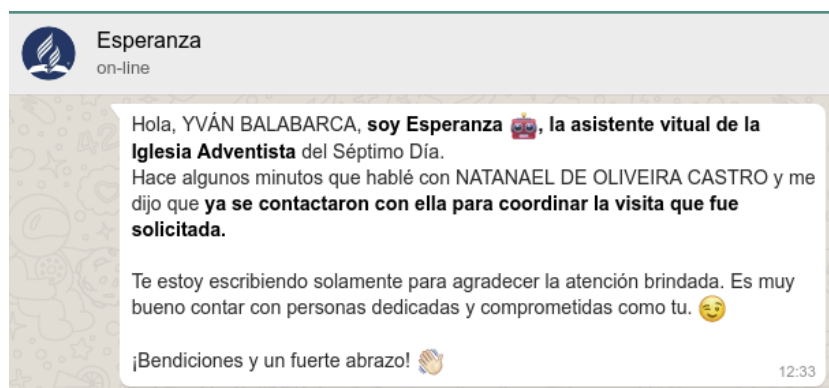 Esperanza
on-line
Hola, YVÁN BALABARCA, soy Esperanza 🤖, la asistente vitual de la
Iglesia Adventista del Séptimo Día.
Hace algunos minutos que hablé con NATANAEL DE OLIVEIRA CASTRO y me
dijo que ya se contactaron con ella para coordinar la visita que fue
solicitada.
Te estoy escribiendo solamente para agradecer la atención brindada. Es muy
bueno contar con personas dedicadas y comprometidas como tu. 😉
¡Bendiciones y un fuerte abrazo! 👏🏻
12:33